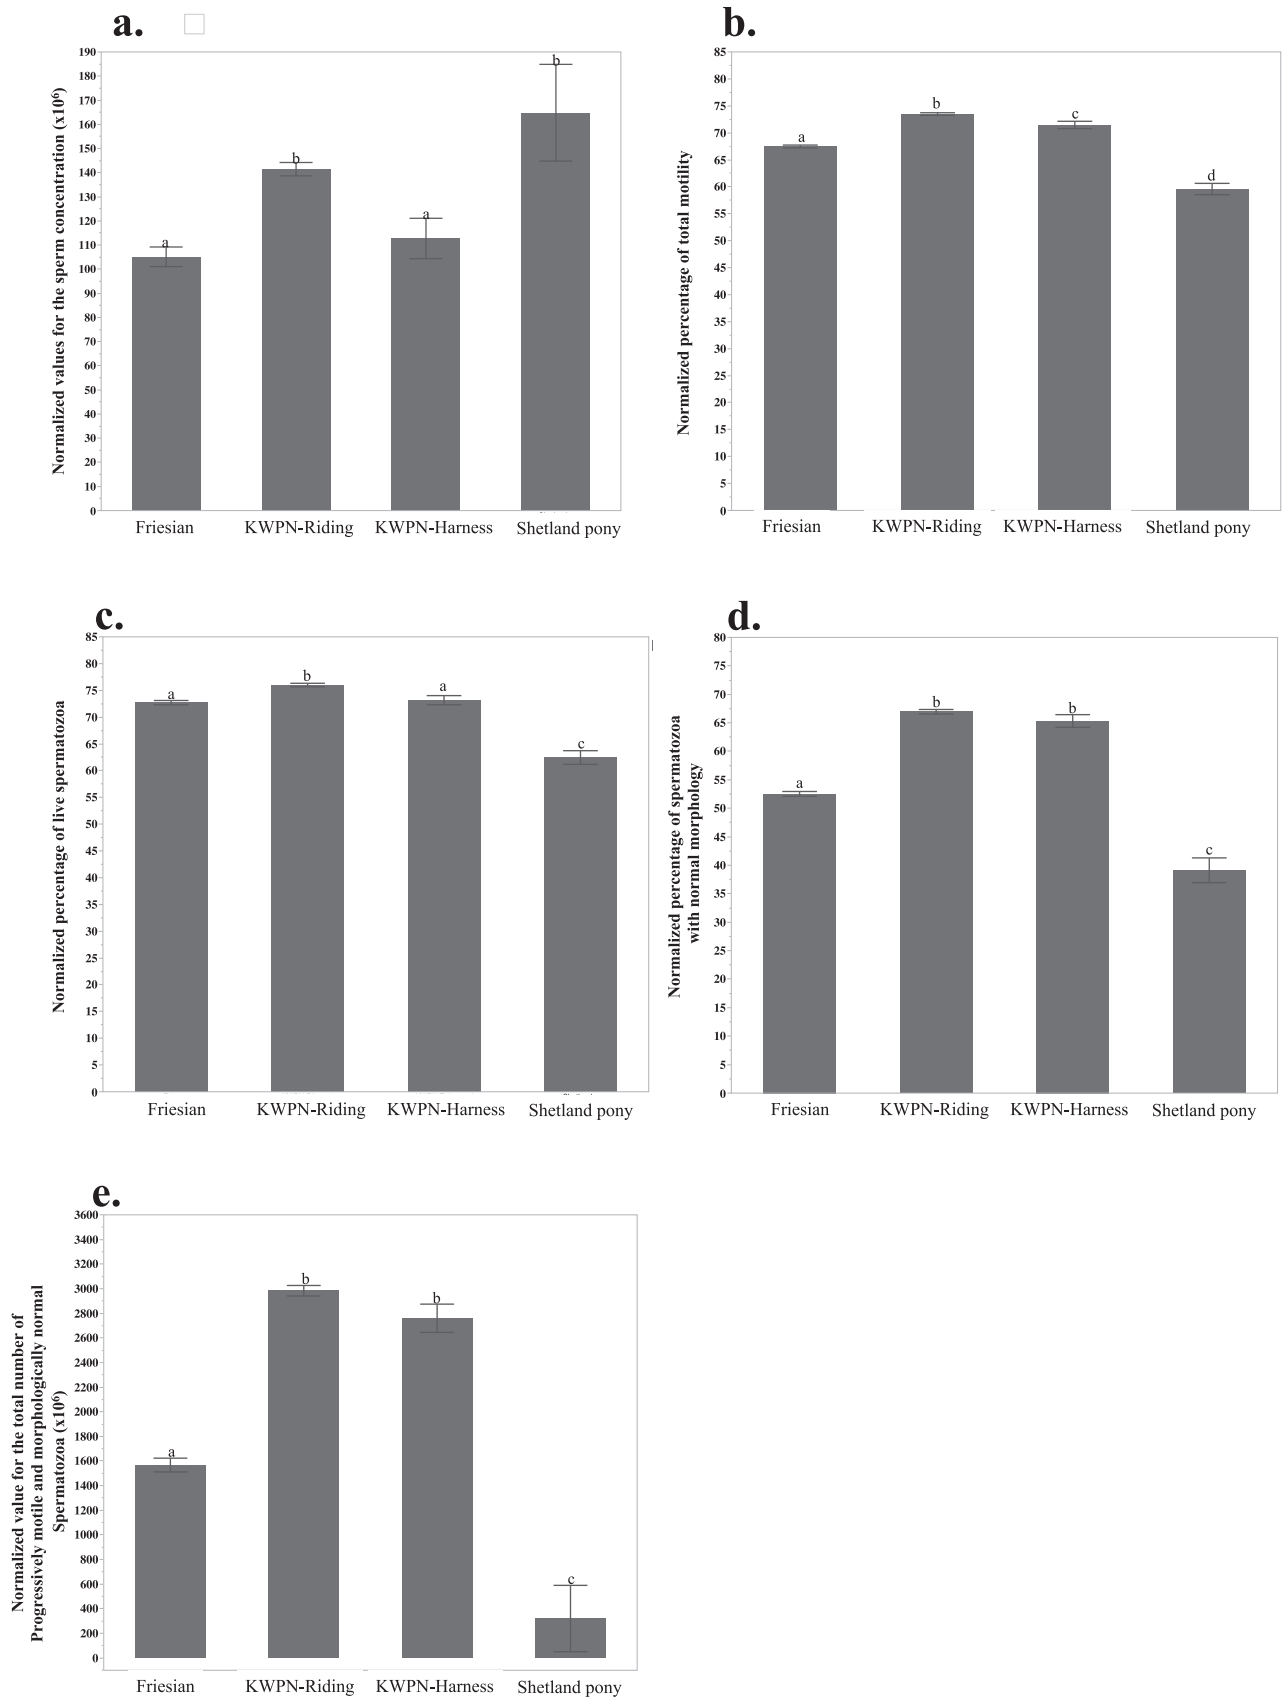 a.
Normalized values for the sperm concentration (x10⁶)
190
180
170
160
150
140
130
120
110
100
90
80
70
60
50
40
30
20
10
0
a
b
a
b
Friesian
KWPN-Riding
KWPN-Harness
Shetland pony
b.
Normalized percentage of total motility
85
80
75
70
65
60
55
50
45
40
35
30
25
20
15
10
5
0
a
b
c
d
Friesian
KWPN-Riding
KWPN-Harness
Shetland pony
c.
Normalized percentage of live spermatozoa
85
80
75
70
65
60
55
50
45
40
35
30
25
20
15
10
5
0
a
b
a
c
Friesian
KWPN-Riding
KWPN-Harness
Shetland pony
d.
Normalized percentage of spermatozoa
with normal morphology
80
75
70
65
60
55
50
45
40
35
30
25
20
15
10
5
0
a
b
b
c
Friesian
KWPN-Riding
KWPN-Harness
Shetland pony
e.
Normalized value for the total number of
Progressively motile and morphologically normal
Spermatozoa (x10⁶)
3600
3400
3200
3000
2800
2600
2400
2200
2000
1800
1600
1400
1200
1000
800
600
400
200
0
a
b
b
c
Friesian
KWPN-Riding
KWPN-Harness
Shetland pony